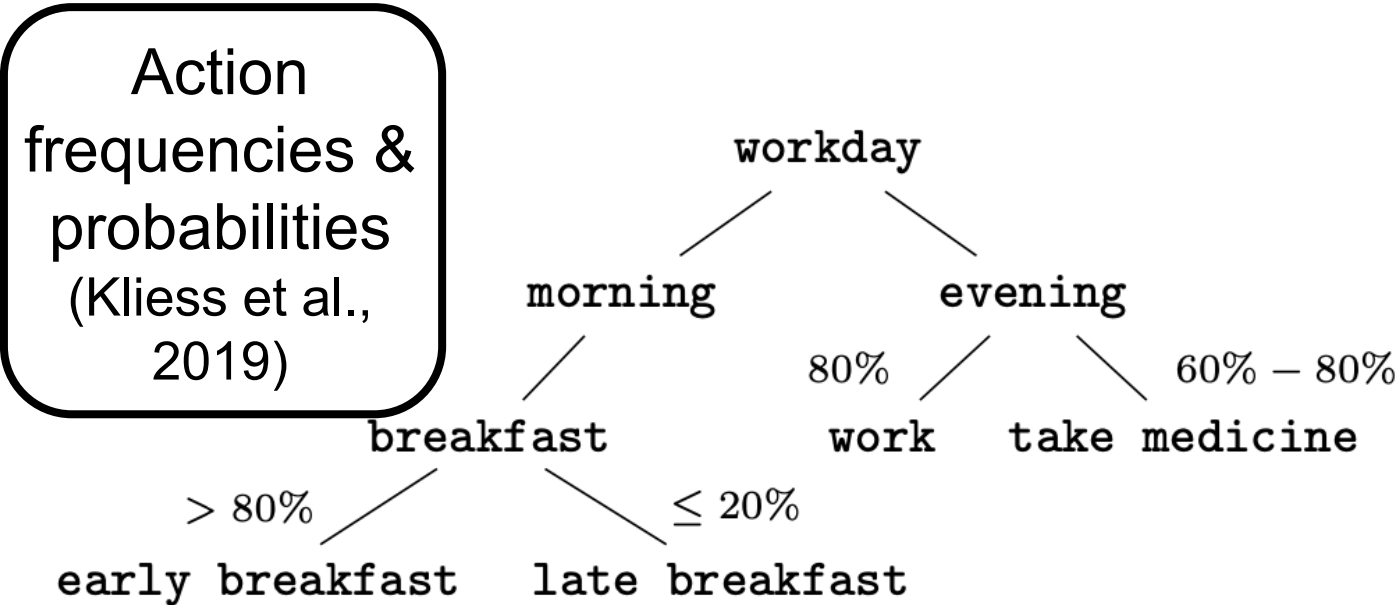 Action
frequencies &
probabilities
(Kliess et al.,
2019)
workday
morning evening
80% 60% – 80%
breakfast work take medicine
> 80% ≤ 20%
early breakfast late breakfast